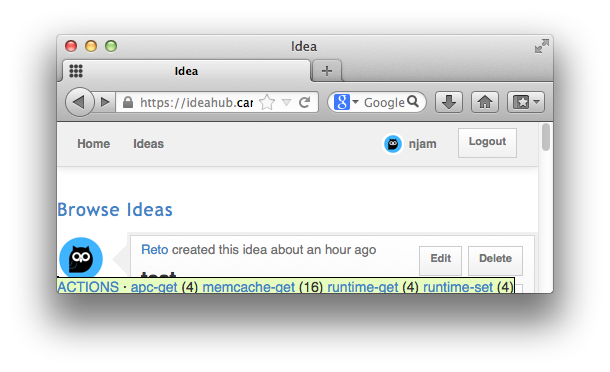 Idea
Idea
https://ideahub.car
Google
Home Ideas njam Logout
Browse Ideas
Reto created this idea about an hour ago
Edit Delete
ACTIONS · apc-get (4) memcache-get (16) runtime-get (4) runtime-set (4)